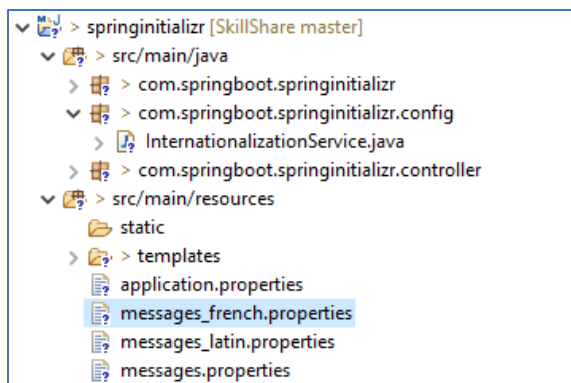 > springinitializr [SkillShare master]
> src/main/java
> com.springboot.springinitializr
> com.springboot.springinitializr.config
InternationalizationService.java
> com.springboot.springinitializr.controller
> src/main/resources
static
> templates
application.properties
messages_french.properties
messages_latin.properties
messages.properties